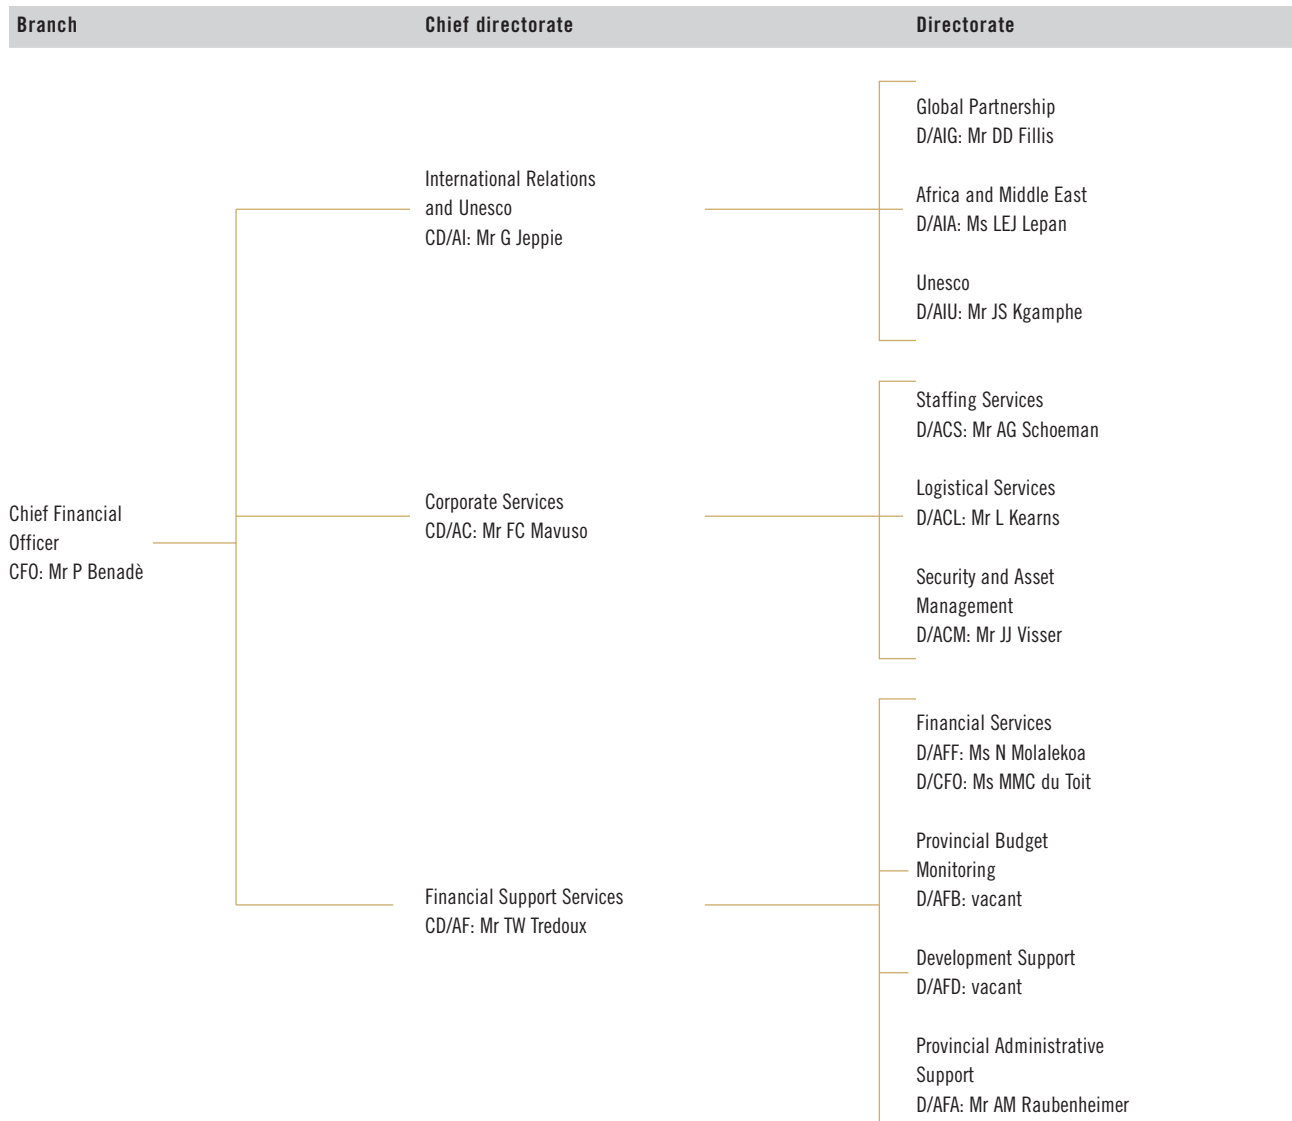 Branch
Chief directorate
Directorate
Chief Financial
Officer
CFO: Mr P Benadè
International Relations
and Unesco
CD/AI: Mr G Jeppie
Global Partnership
D/AIG: Mr DD Fillis
Africa and Middle East
D/AIA: Ms LEJ Lepan
Unesco
D/AIU: Mr JS Kgamphe
Corporate Services
CD/AC: Mr FC Mavuso
Staffing Services
D/ACS: Mr AG Schoeman
Logistical Services
D/ACL: Mr L Kearns
Security and Asset
Management
D/ACM: Mr JJ Visser
Financial Support Services
CD/AF: Mr TW Tredoux
Financial Services
D/AFF: Ms N Molalekoa
D/CFO: Ms MMC du Toit
Provincial Budget
Monitoring
D/AFB: vacant
Development Support
D/AFD: vacant
Provincial Administrative
Support
D/AFA: Mr AM Raubenheimer